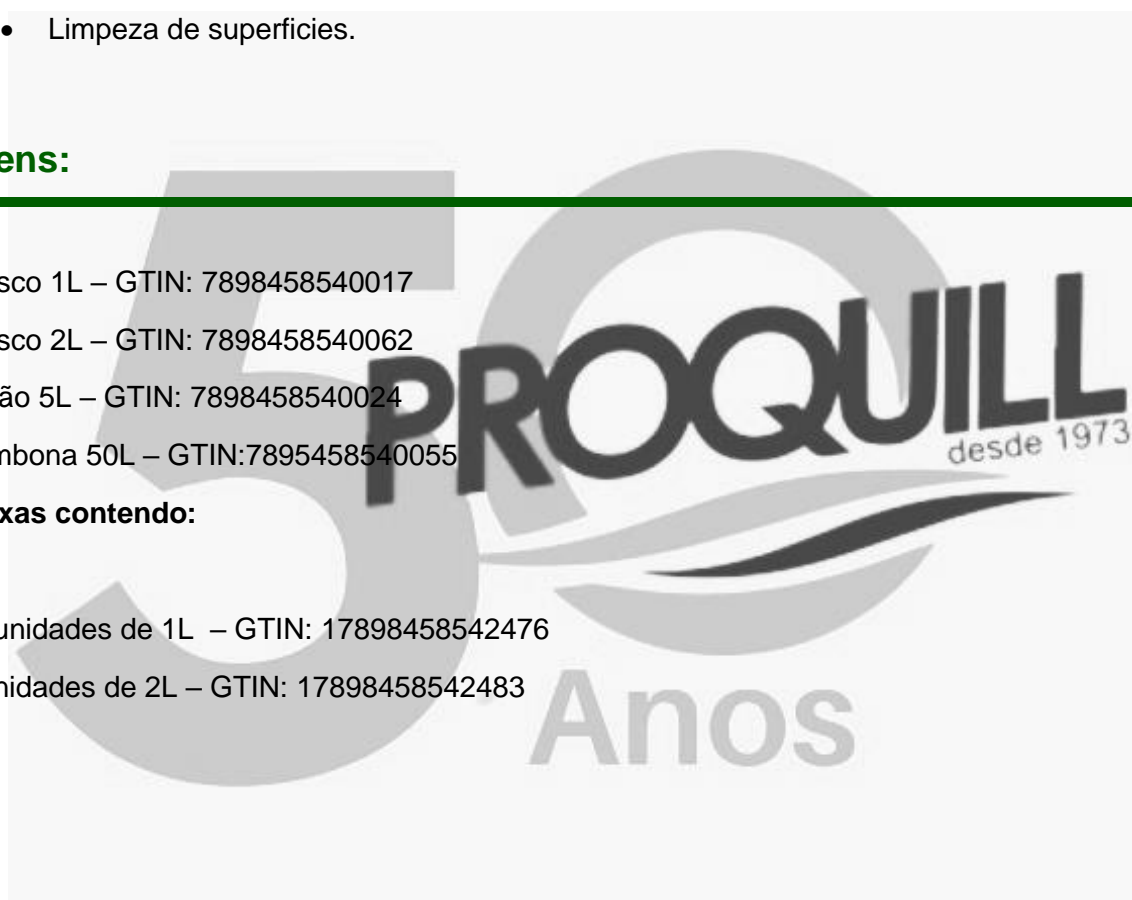 • Limpeza de superficies.
ens:
sco 1L – GTIN: 7898458540017
sco 2L – GTIN: 7898458540062
ão 5L – GTIN: 7898458540024
mbona 50L – GTIN:7895458540055
xas contendo:
unidades de 1L – GTIN: 17898458542476
nidades de 2L – GTIN: 17898458542483
50
PROQUILL
desde 1973
Anos